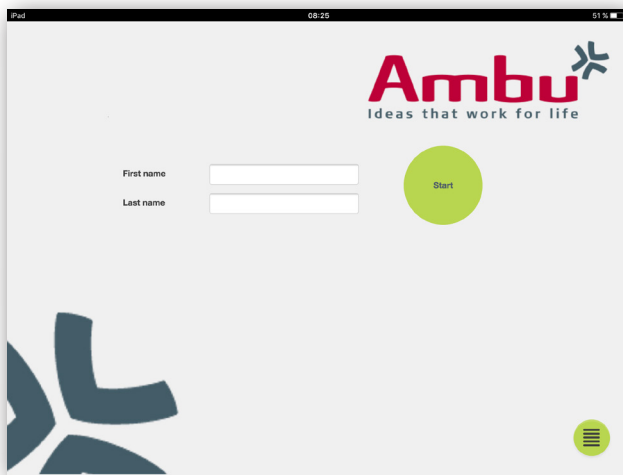 iPad 08:25 51 %
Ambu
Ideas that work for life
First name
Start
Last name